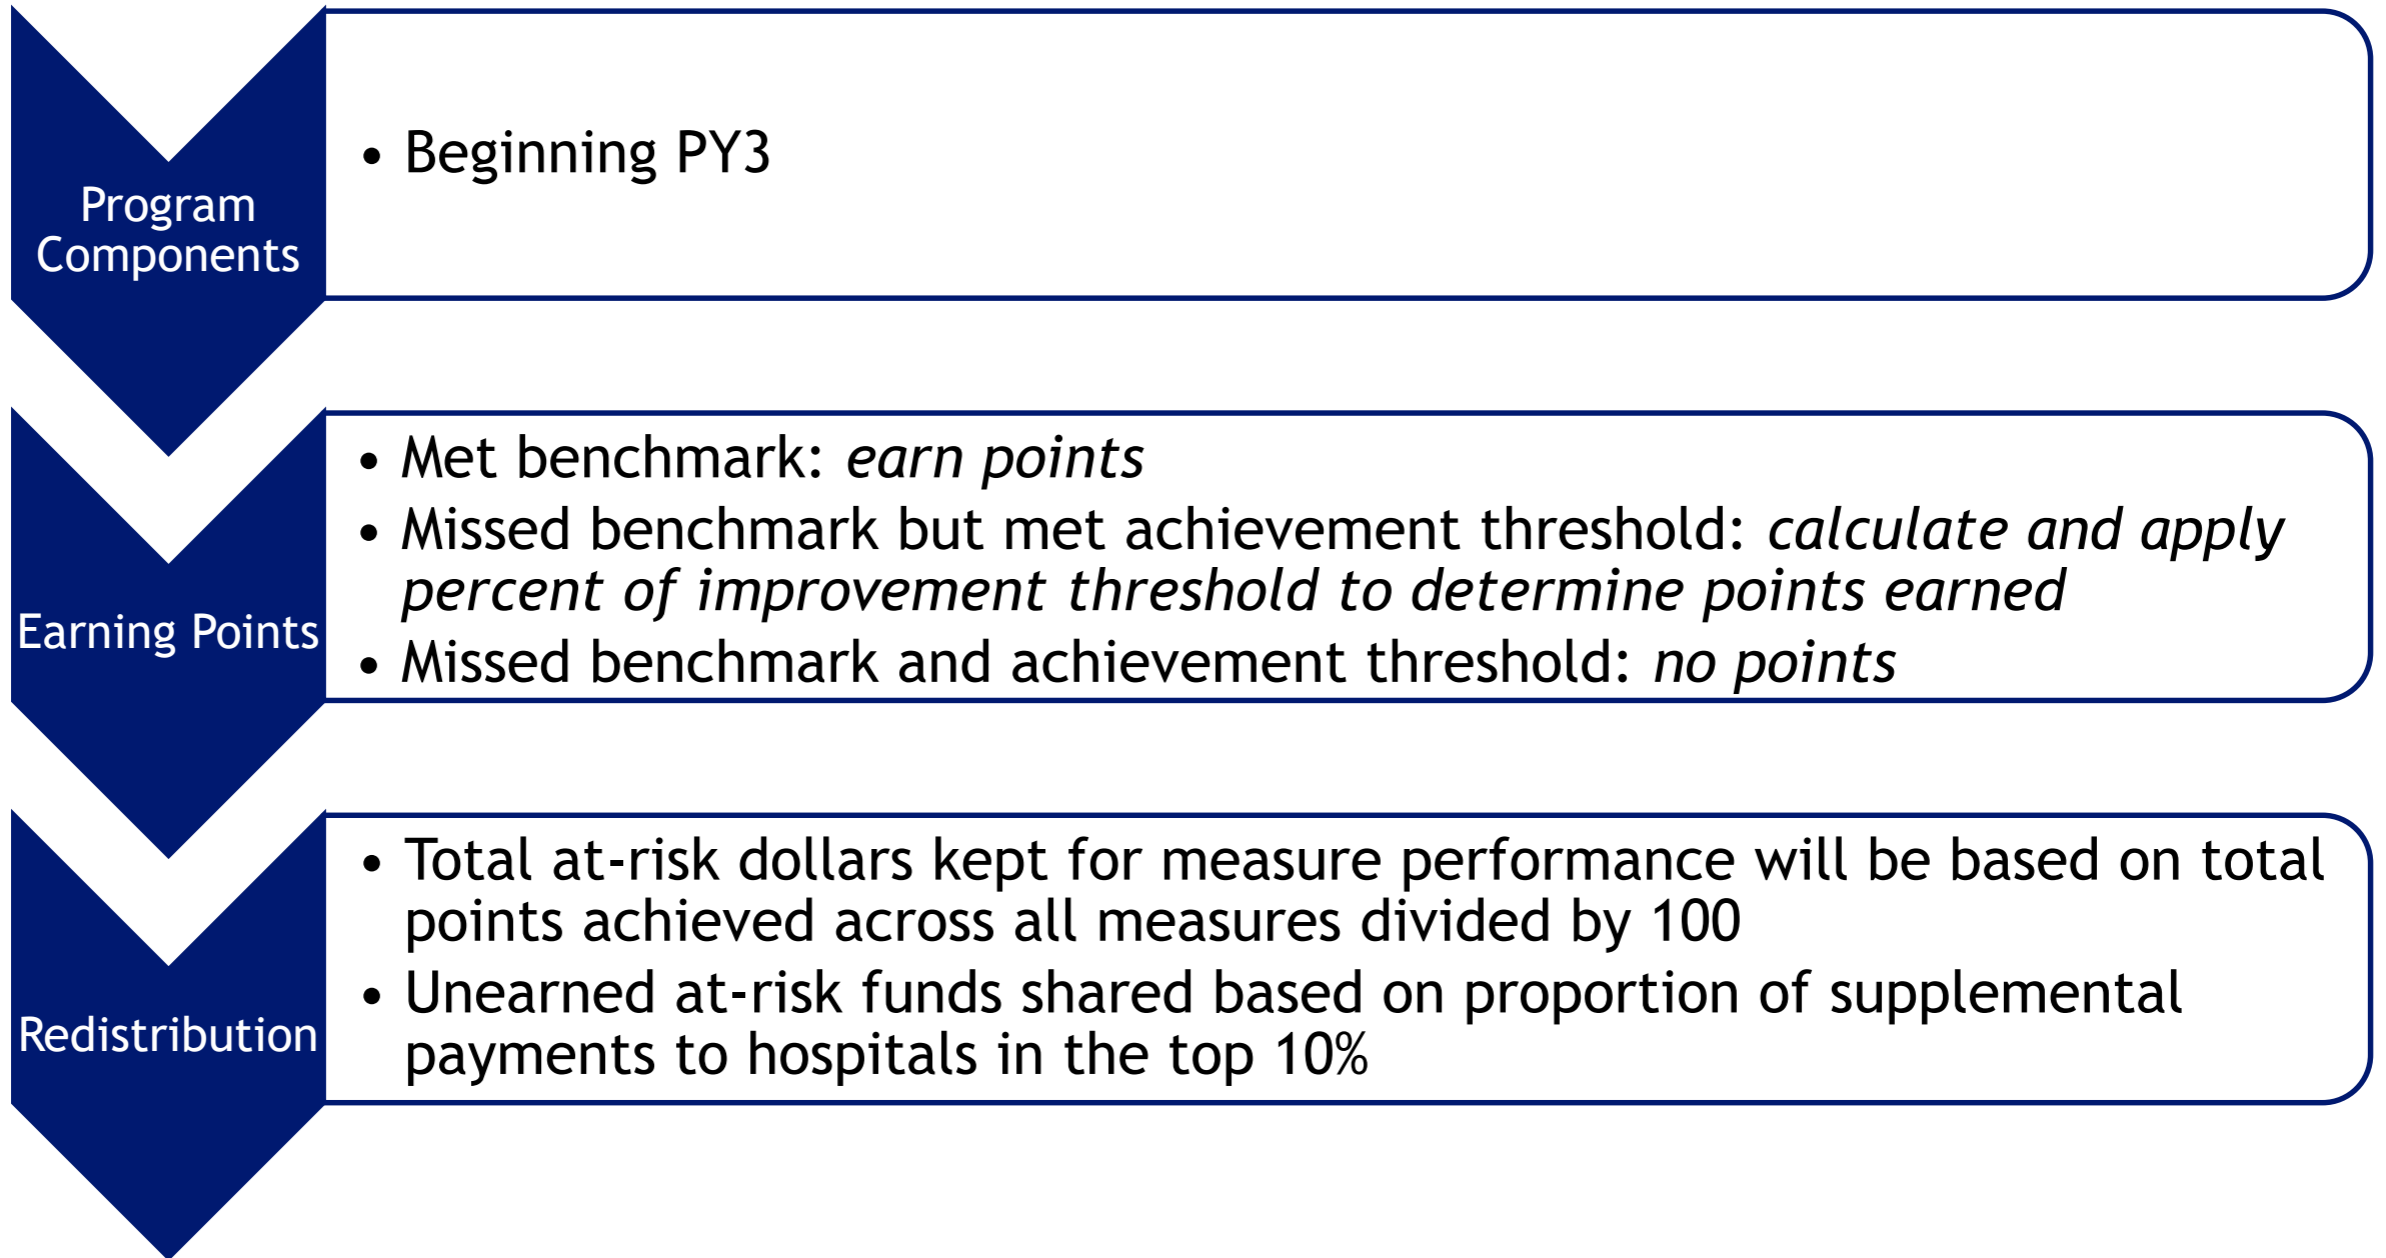 Program
Components
• Beginning PY3
Earning Points
• Met benchmark: earn points
• Missed benchmark but met achievement threshold: calculate and apply
percent of improvement threshold to determine points earned
• Missed benchmark and achievement threshold: no points
Redistribution
• Total at-risk dollars kept for measure performance will be based on total
points achieved across all measures divided by 100
• Unearned at-risk funds shared based on proportion of supplemental
payments to hospitals in the top 10%